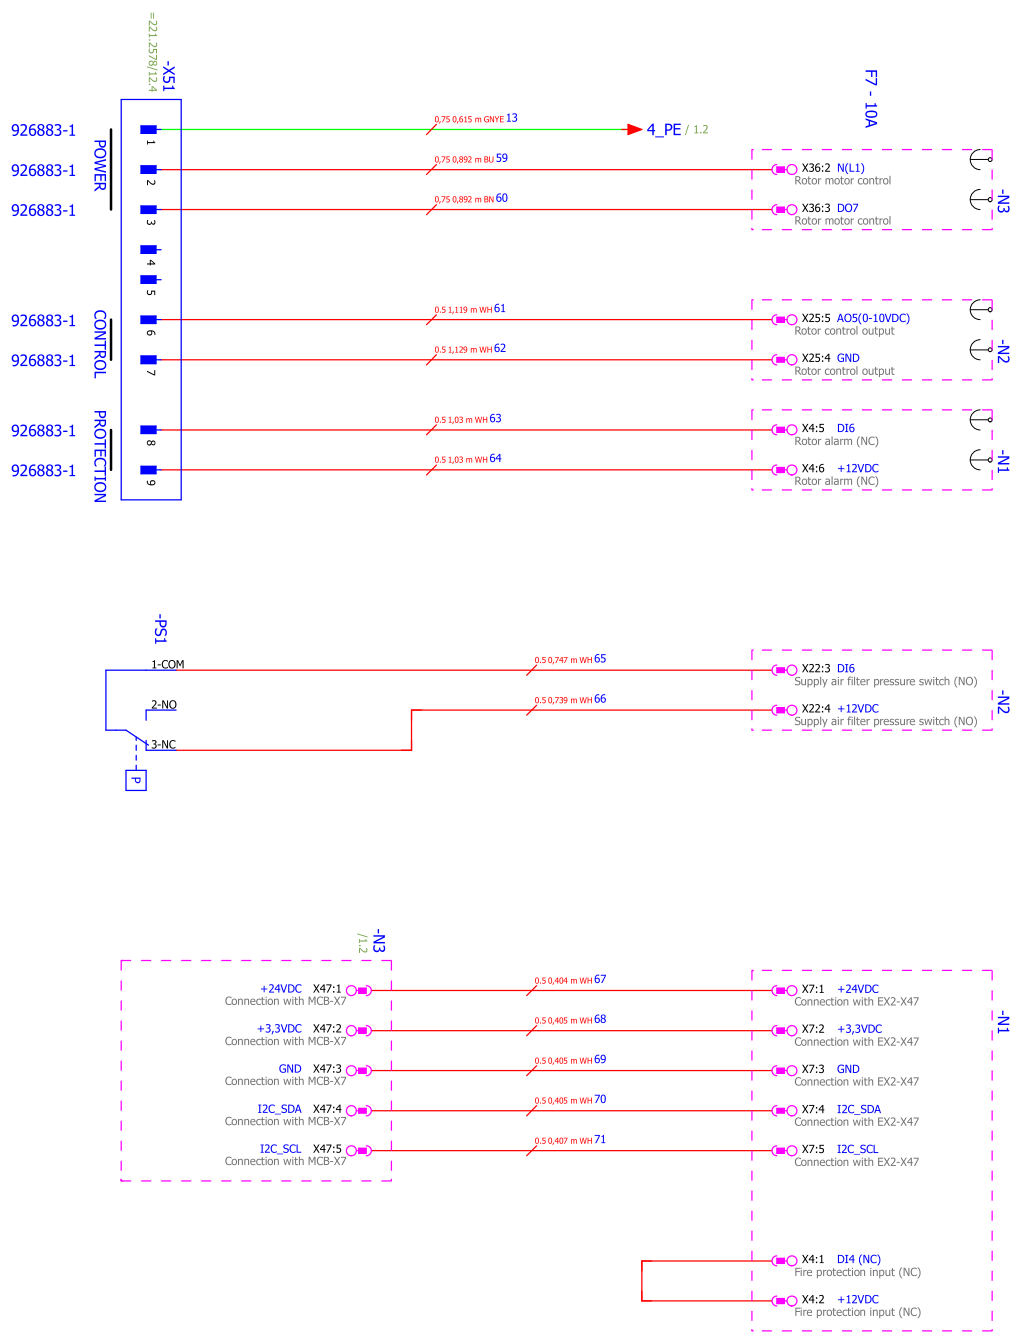 =221.2578/12.4
-X51
F7 - 10A
926883-1
1
0,75 0,615 m GNYE 13
4_PE / 1.2
POWER
926883-1
2
0,75 0,892 m BU 59
X36:2 N(L1)
Rotor motor control
-N3
926883-1
3
0,75 0,892 m BN 60
X36:3 DO7
Rotor motor control
4
5
CONTROL
926883-1
6
0.5 1,119 m WH 61
X25:5 AO5(0-10VDC)
Rotor control output
-N2
926883-1
7
0.5 1,129 m WH 62
X25:4 GND
Rotor control output
PROTECTION
926883-1
8
0.5 1,03 m WH 63
X4:5 DI6
Rotor alarm (NC)
-N1
926883-1
9
0.5 1,03 m WH 64
X4:6 +12VDC
Rotor alarm (NC)
-PS1
1-COM
0.5 0,747 m WH 65
X22:3 DI6
Supply air filter pressure switch (NO)
-N2
2-NO
0.5 0,739 m WH 66
X22:4 +12VDC
Supply air filter pressure switch (NO)
3-NC
P
-N3
/1.2
+24VDC X47:1
Connection with MCB-X7
0.5 0,404 m WH 67
X7:1 +24VDC
Connection with EX2-X47
-N1
+3,3VDC X47:2
Connection with MCB-X7
0.5 0,405 m WH 68
X7:2 +3,3VDC
Connection with EX2-X47
GND X47:3
Connection with MCB-X7
0.5 0,405 m WH 69
X7:3 GND
Connection with EX2-X47
I2C_SDA X47:4
Connection with MCB-X7
0.5 0,405 m WH 70
X7:4 I2C_SDA
Connection with EX2-X47
I2C_SCL X47:5
Connection with MCB-X7
0.5 0,407 m WH 71
X7:5 I2C_SCL
Connection with EX2-X47
X4:1 DI4 (NC)
Fire protection input (NC)
X4:2 +12VDC
Fire protection input (NC)